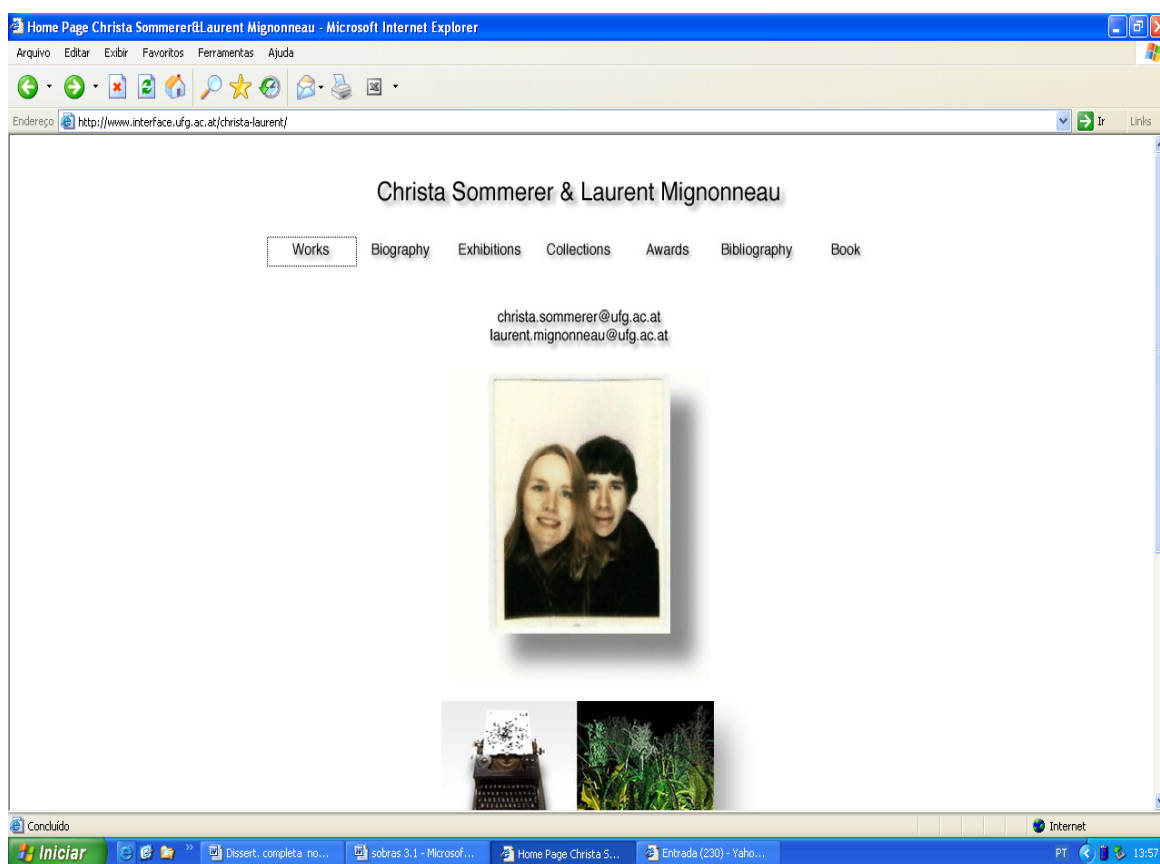 Home Page Christa Sommerer&Laurent Mignonneau - Microsoft Internet Explorer
Arquivo Editar Exibir Favoritos Ferramentas Ajuda
Endereço http://www.interface.ufg.ac.at/christa-laurent/ Ir Links
Christa Sommerer & Laurent Mignonneau
Works Biography Exhibitions Collections Awards Bibliography Book
christa.sommerer@ufg.ac.at
laurent.mignonneau@ufg.ac.at
Concluído Internet
Iniciar » Dissert. completa no... sobras 3.1 - Microsof... Home Page Christa S... Entrada (230) - Yaho... PT 13:57